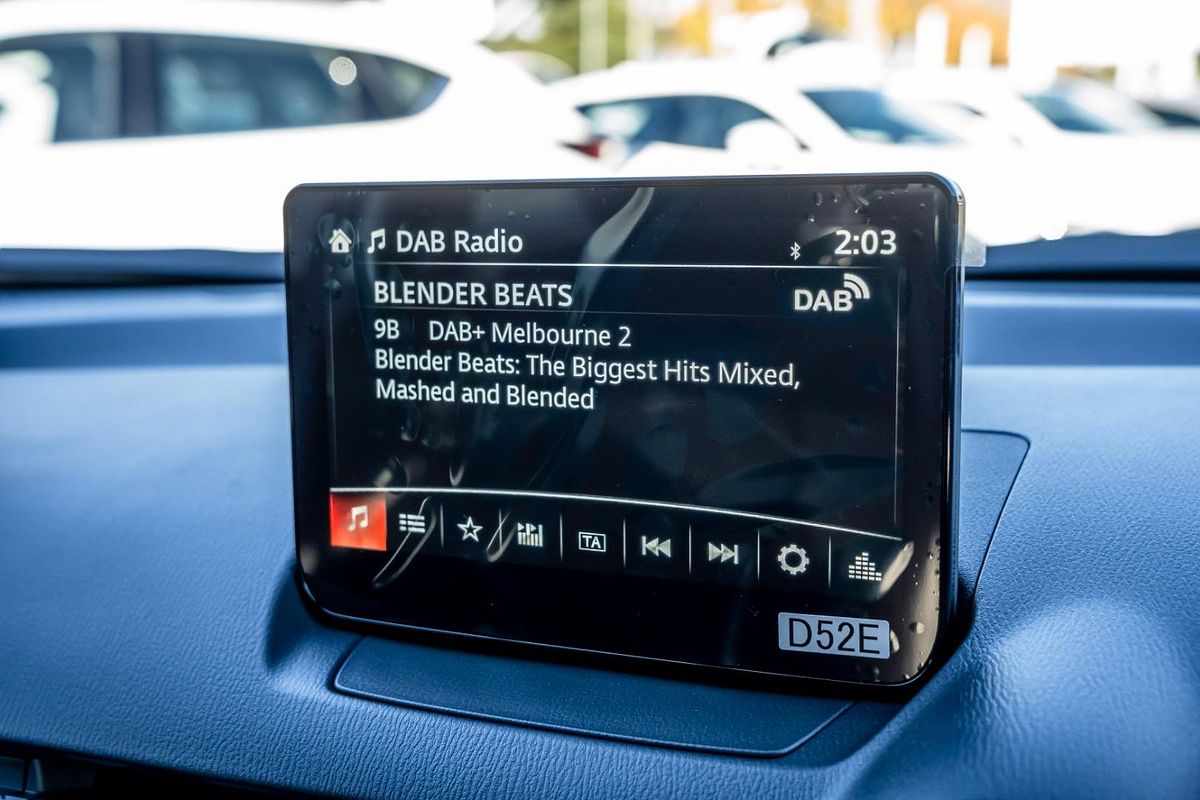 DAB Radio 2:03
BLENDER BEATS DAB
9B DAB+ Melbourne 2
Blender Beats: The Biggest Hits Mixed,
Mashed and Blended
TA
D52E